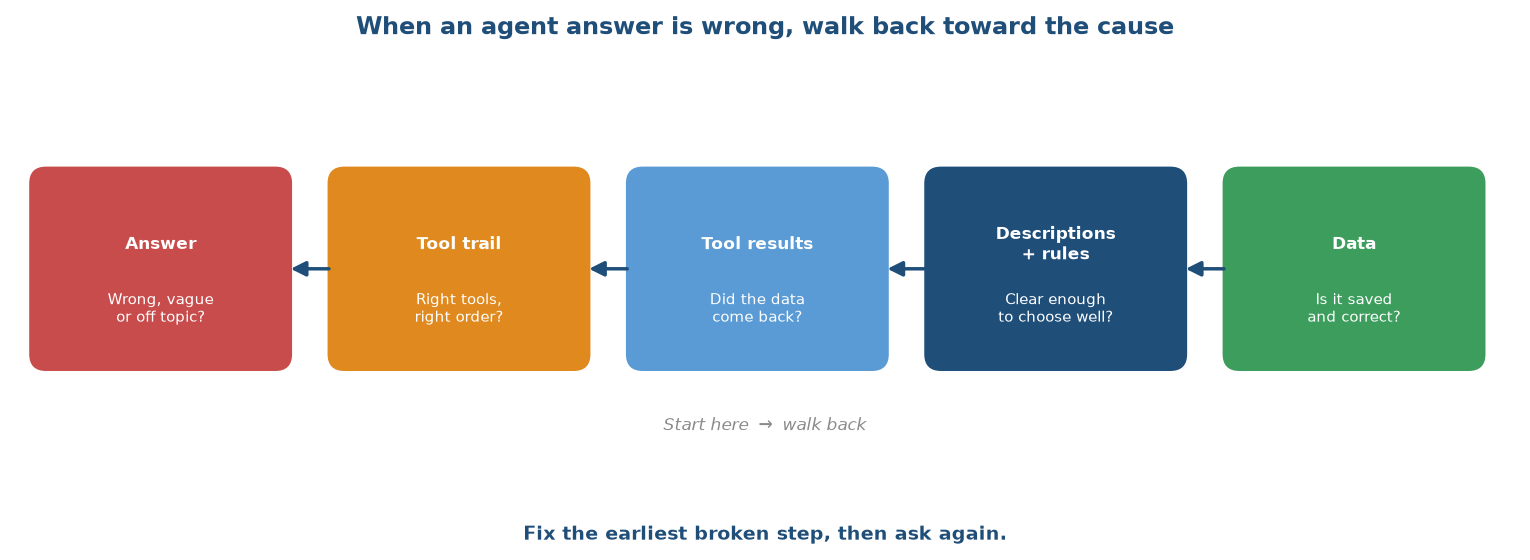 When an agent answer is wrong, walk back toward the cause
Answer
Wrong, vague
or off topic?
Tool trail
Right tools,
right order?
Tool results
Did the data
come back?
Descriptions
+ rules
Clear enough
to choose well?
Data
Is it saved
and correct?
Start here → walk back
Fix the earliest broken step, then ask again.